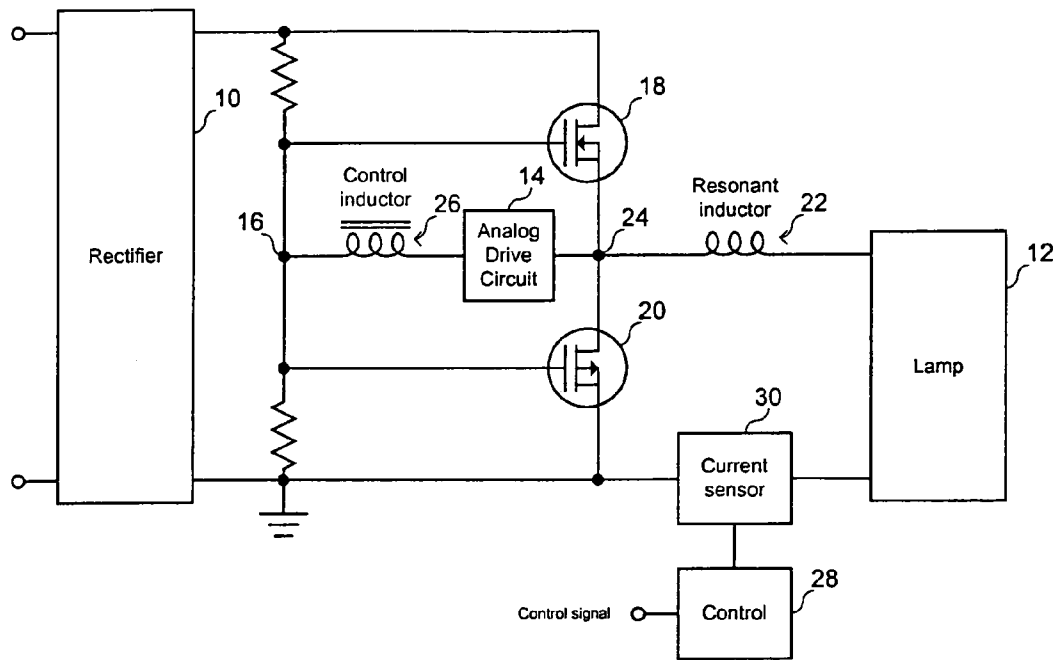 18
10
Control
inductor
14
Resonant
inductor
22
16
26
Analog
Drive
Circuit
24
12
Rectifier
20
Lamp
30
Current
sensor
28
Control signal
Control